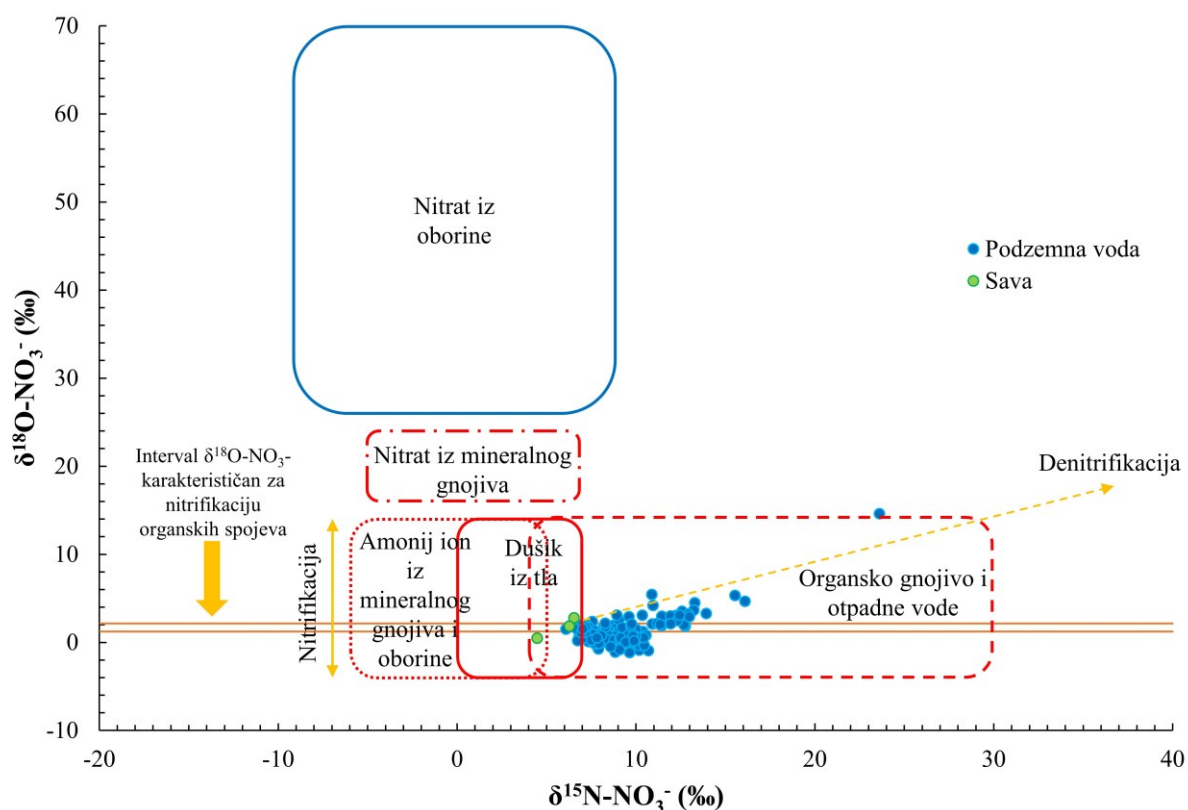 70
60
50
40
30
20
10
0
-10
-20
-10
0
10
20
30
40
δ¹⁸O-NO₃⁻ (‰)
δ¹⁵N-NO₃⁻ (‰)
Nitrat iz
oborine
Podzemna voda
Sava
Nitrat iz mineralnog
gnojiva
Interval δ¹⁸O-NO₃-
karakterističan za
nitrifikaciju
organskih spojeva
Nitrifikacija
Amonij ion
iz
mineralnog
gnojiva i
oborine
Dušik
iz tla
Organsko gnojivo i
otpadne vode
Denitrifikacija